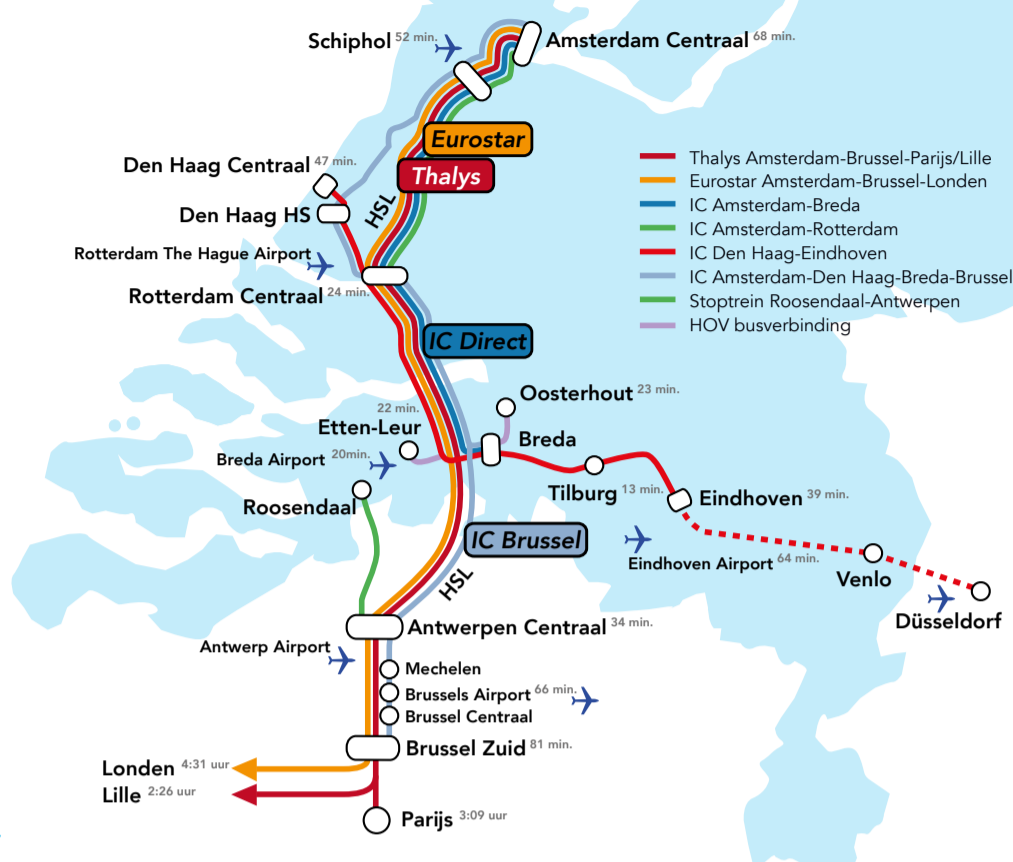 Schiphol 52 min.
Amsterdam Centraal 68 min.
Eurostar
Thalys
Den Haag Centraal 47 min.
Den Haag HS
HSL
Rotterdam The Hague Airport
Rotterdam Centraal 24 min.
Thalys Amsterdam-Brussel-Parijs/Lille
Eurostar Amsterdam-Brussel-Londen
IC Amsterdam-Breda
IC Amsterdam-Rotterdam
IC Den Haag-Eindhoven
IC Amsterdam-Den Haag-Breda-Brussel
Stoptrein Roosendaal-Antwerpen
HOV busverbinding
IC Direct
Oosterhout 23 min.
22 min.
Etten-Leur
Breda
Breda Airport 20min.
Roosendaal
Tilburg 13 min.
Eindhoven 39 min.
IC Brussel
Eindhoven Airport 64 min.
Venlo
Düsseldorf
HSL
Antwerpen Centraal 34 min.
Antwerp Airport
Mechelen
Brussels Airport 66 min.
Brussel Centraal
Brussel Zuid 81 min.
Londen 4:31 uur
Lille 2:26 uur
Parijs 3:09 uur